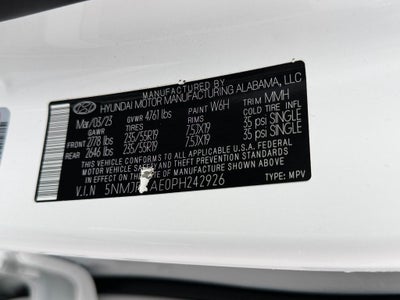 MANUFACTURED BY
HYUNDAI MOTOR MANUFACTURING ALABAMA, LLC
Mar/03/23 GVWR 4761 lbs PAINT W6H TRIM MMH
GAWR TIRES RIMS COLD TIRE
FRONT 2778 lbs 235/55R19 7.5JX19 35 psi SINGLE
REAR 2646 lbs 235/55R19 7.5JX19 35 psi SINGLE
THIS VEHICLE CONFORMS TO ALL APPLICABLE U.S.A. FEDERAL
MOTOR VEHICLE SAFETY AND THEFT PREVENTION STANDARDS
IN EFFECT ON THE DATE OF MANUFACTURE SHOWN ABOVE.
V.I.N TYPE: MPV